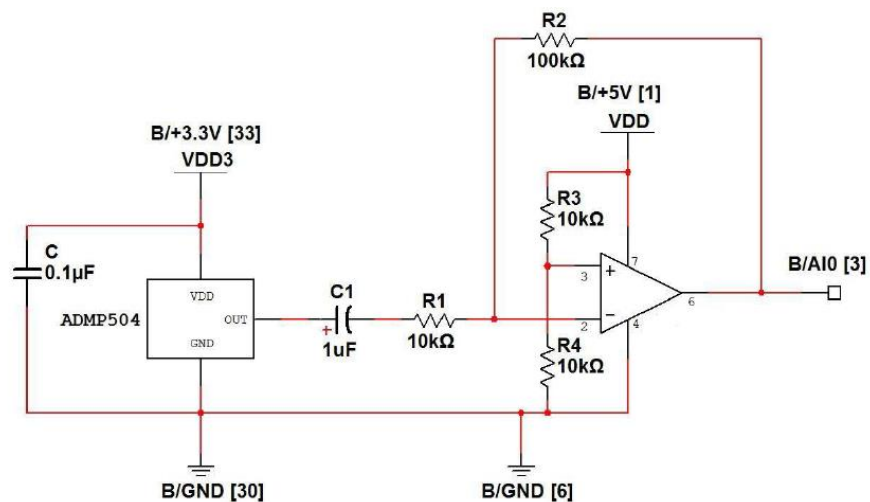 R2
100kΩ
B/+5V [1]
VDD
B/+3.3V [33]
VDD3
R3
10kΩ
C
0.1µF
VDD
ADMP504
OUT
GND
C1
+
1uF
R1
10kΩ
3
+
7
B/AI0 [3]
6
2
−
4
R4
10kΩ
B/GND [30]
B/GND [6]